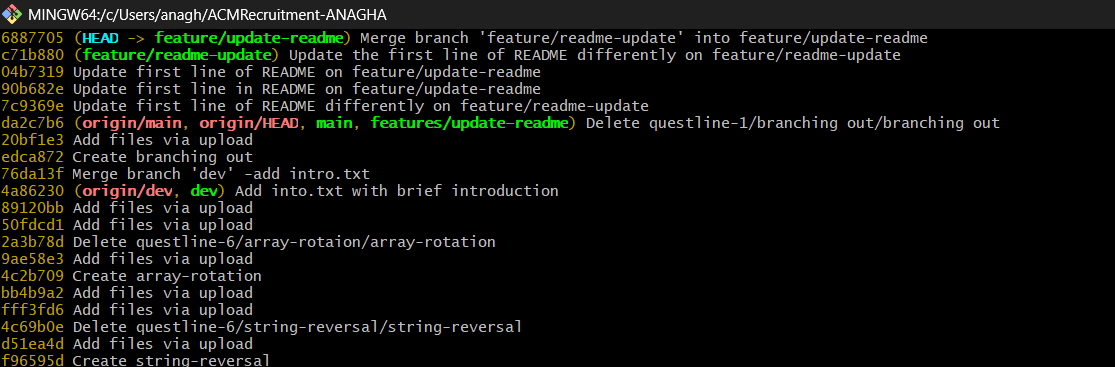 MINGW64:/c/Users/anagh/ACMRecruitment-ANAGHA
6887705 (HEAD -> feature/update-readme) Merge branch 'feature/readme-update' into feature/update-readme
c71b880 (feature/readme-update) Update the first line of README differently on feature/readme-update
04b7319 Update first line of README on feature/update-readme
90b682e Update first line in README on feature/update-readme
7c9369e Update first line of README differently on feature/readme-update
da2c7b6 (origin/main, origin/HEAD, main, features/update-readme) Delete questline-1/branching out/branching out
20bf1e3 Add files via upload
edca872 Create branching out
76da13f Merge branch 'dev' -add intro.txt
4a86230 (origin/dev, dev) Add into.txt with brief introduction
89120bb Add files via upload
50fdcd1 Add files via upload
2a3b78d Delete questline-6/array-rotaion/array-rotation
9ae58e3 Add files via upload
4c2b709 Create array-rotation
bb4b9a2 Add files via upload
fff3fd6 Add files via upload
4c69b0e Delete questline-6/string-reversal/string-reversal
d51ea4d Add files via upload
f96595d Create string-reversal